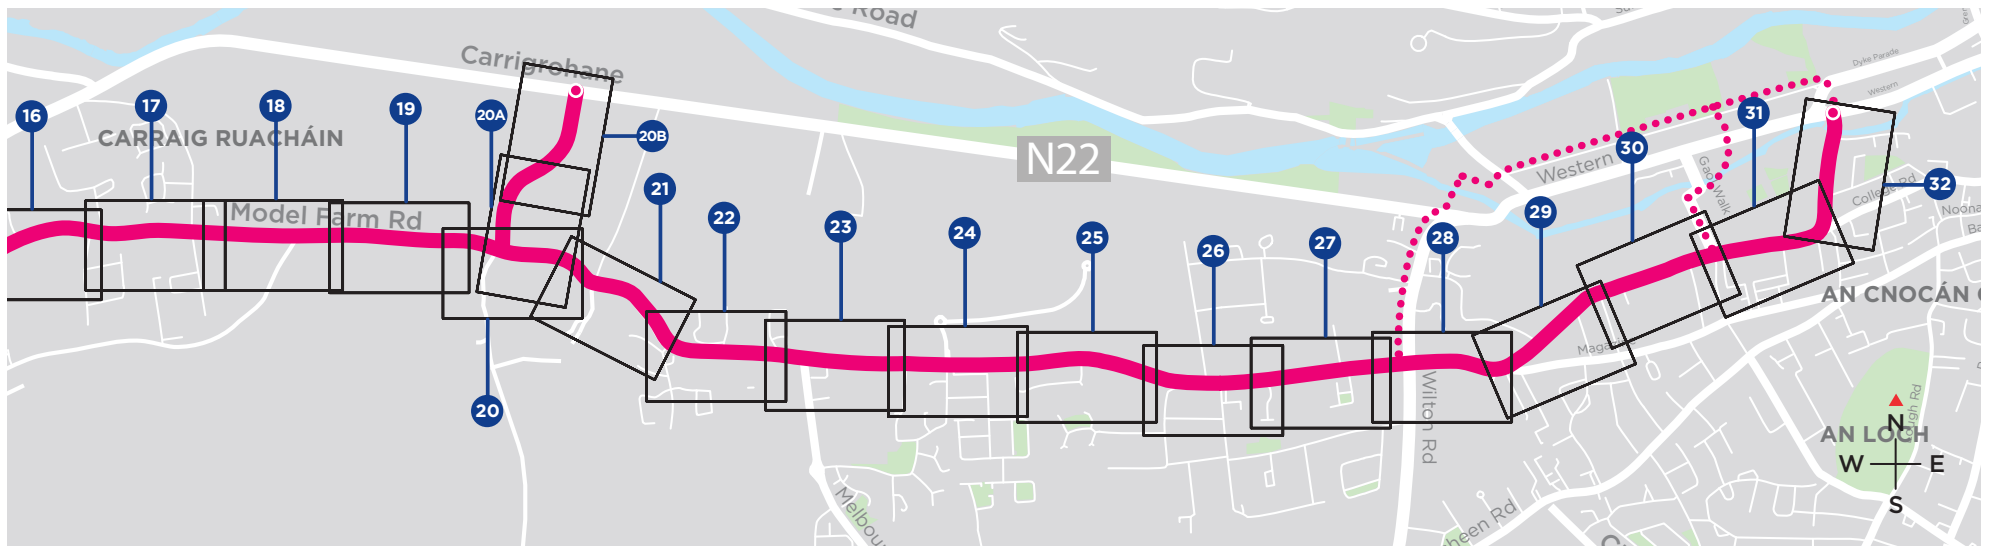 Road
Carrigrohane
Dyke Parade
Western
16
17
18
19
20A
20B
CARRAIG RUACHÁIN
N22
Western
30
31
Gaol Walk
College Rd
32
21
22
23
24
25
26
27
28
29
Model Farm Rd
AN CNOCÁN
20
Wilton Rd
AN LOCH
N
W
E
S